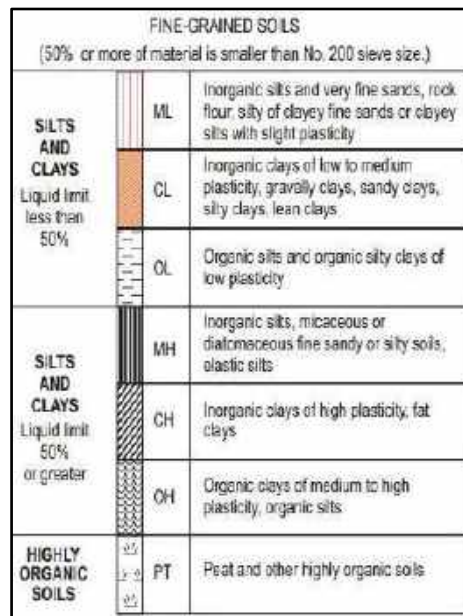 FINE-GRAINED SOILS
(50% or more of material is smaller than No. 200 sieve size.)
SILTS
AND
CLAYS
Liquid limit
less than
50%
ML
Inorganic silts and very fine sands, rock
flour, silty of clayey fine sands or clayey
silts with slight plasticity
CL
Inorganic clays of low to medium
plasticity, gravelly clays, sandy clays,
silty clays, lean clays
OL
Organic silts and organic silty clays of
low plasticity
SILTS
AND
CLAYS
Liquid limit
50%
or greater
MH
Inorganic silts, micaceous or
diatomaceous fine sandy or silty soils,
elastic silts
CH
Inorganic clays of high plasticity, fat
clays
OH
Organic clays of medium to high
plasticity, organic silts
HIGHLY
ORGANIC
SOILS
PT
Peat and other highly organic soils